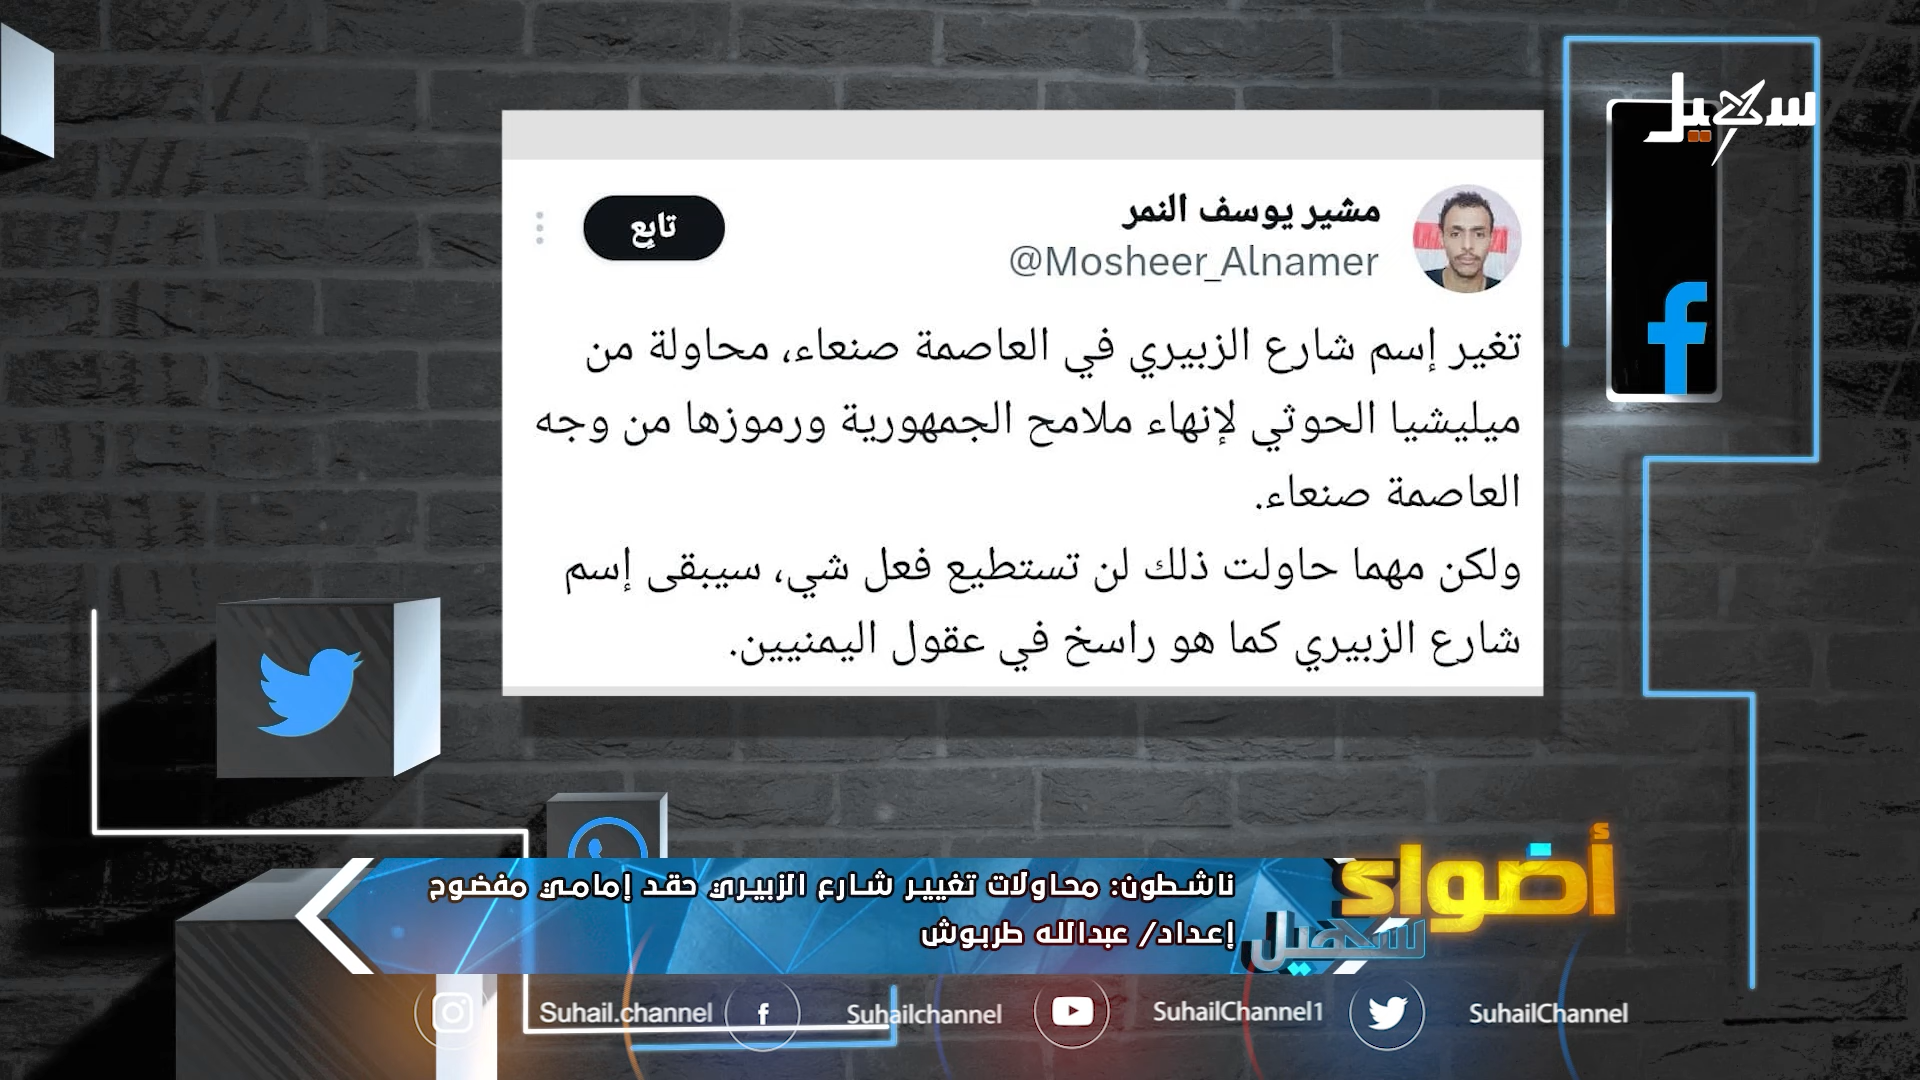 سهيل
مشير يوسف النمر
@Mosheer_Alnamer
تابِع
تغير إسم شارع الزبيري في العاصمة صنعاء، محاولة من
ميليشيا الحوثي لإنهاء ملامح الجمهورية ورموزها من وجه
العاصمة صنعاء.
ولكن مهما حاولت ذلك لن تستطيع فعل شي، سيبقى إسم
شارع الزبيري كما هو راسخ في عقول اليمنيين.
أضواء
سهيل
ناشطون: محاولات تغيير شارع الزبيري حقد إمامي مفضوح
إعداد/ عبدالله طربوش
Suhail.channel
Suhailchannel
SuhailChannel1
SuhailChannel